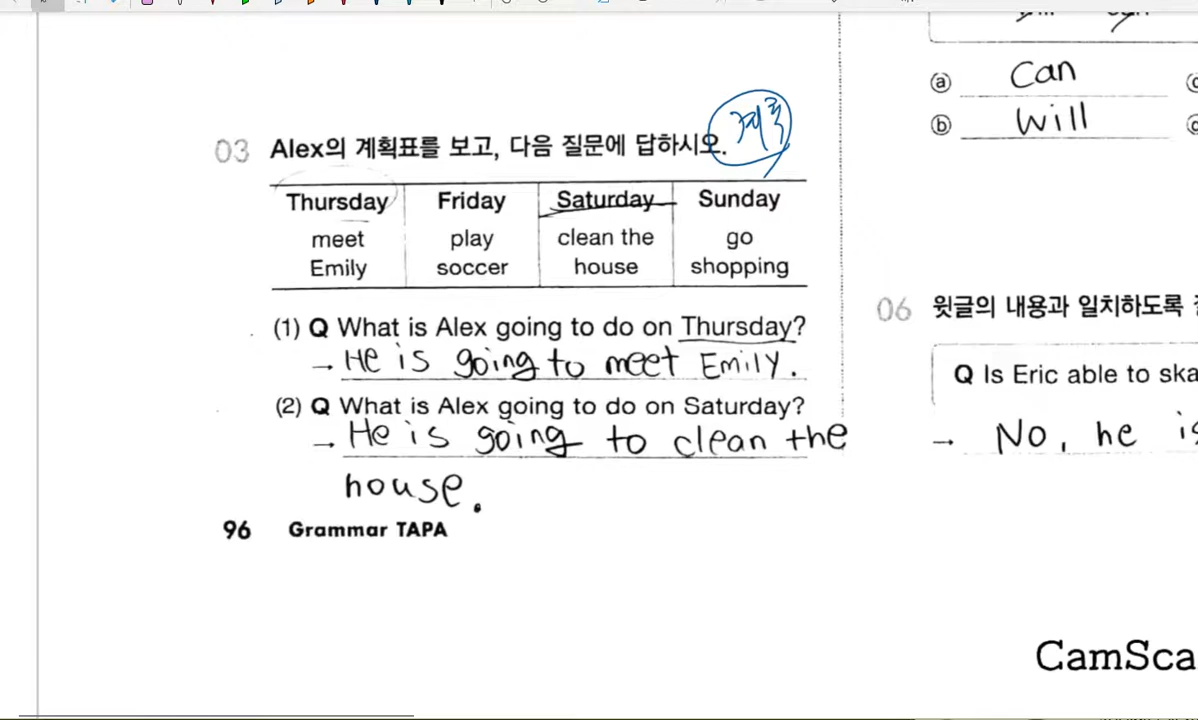 ⓐ can
ⓑ will
03 Alex의 계획표를 보고, 다음 질문에 답하시오.
Thursday Friday Saturday Sunday
meet play clean the go
Emily soccer house shopping
(1) Q What is Alex going to do on Thursday?
→ He is going to meet Emily.
(2) Q What is Alex going to do on Saturday?
→ He is going to clean the
house.
96 Grammar TAPA
06 윗글의 내용과 일치하도록
Q Is Eric able to ska
→ No, he is
CamSca